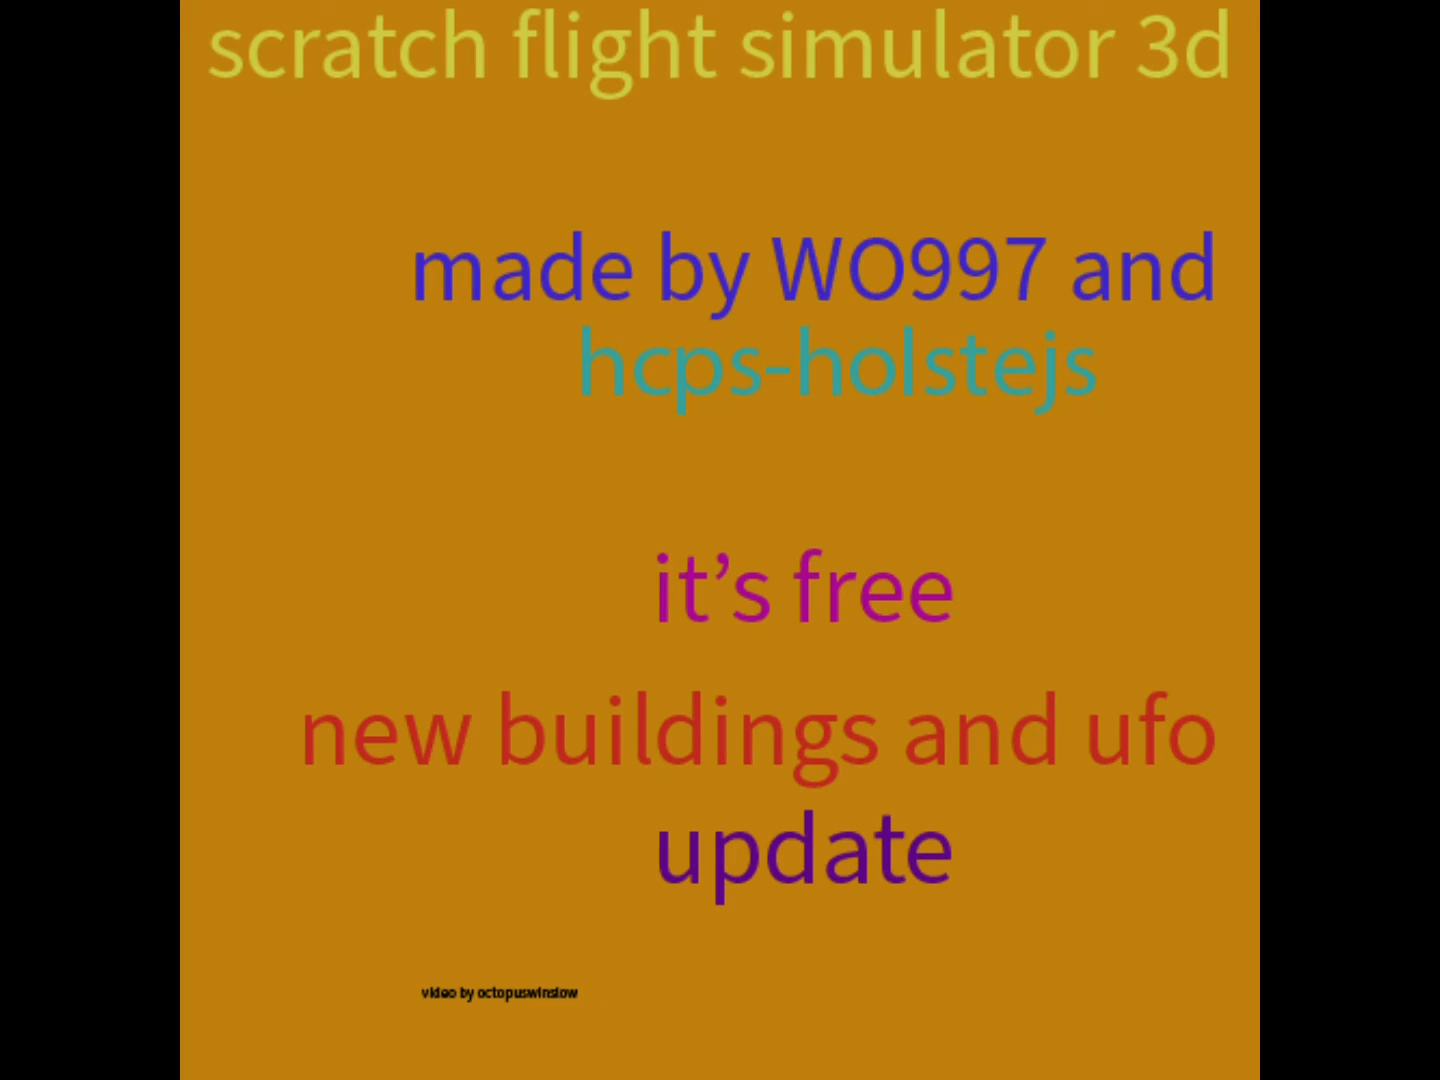 scratch flight simulator 3d
made by WO997 and
hcps-holstejs
it’s free
new buildings and ufo
update
video by octopuswinslow